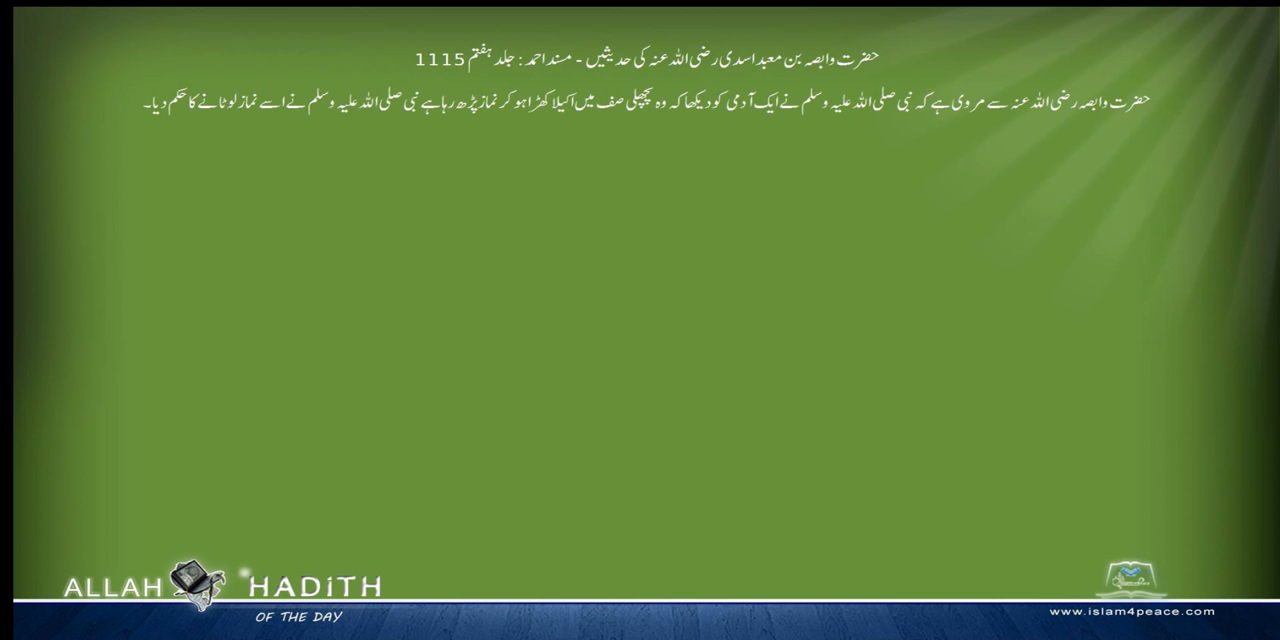 حضرت وابصہ بن معبداسدی رضی اللہ عنہ کی حدیثیں - مسند احمد : جلد ہفتم 1115
حضرت وابصہ رضی اللہ عنہ سے مروی ہے کہ نبی صلی اللہ علیہ وسلم نے ایک آدمی کو دیکھا کہ وہ پچھلی صف میں اکیلا کھڑا ہو کر نماز پڑھ رہا ہے نبی صلی اللہ علیہ وسلم نے اسے نماز لوٹانے کا حکم دیا۔
ALLAH HADiTH
OF THE DAY
www.islam4peace.com